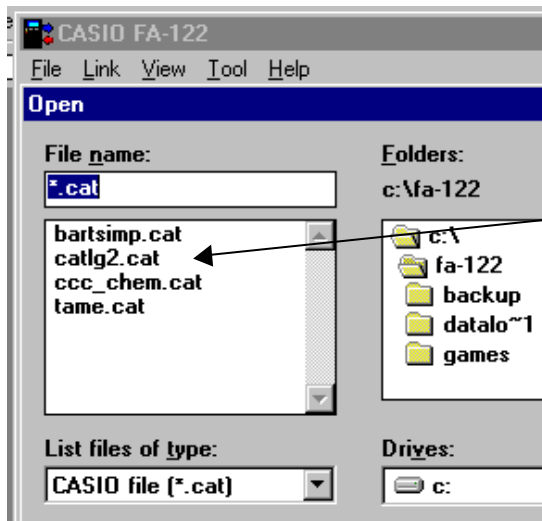 CASIO FA-122
File Link View Tool Help
Open
File name:
*.cat
bartsimp.cat
catlg2.cat
ccc_chem.cat
tame.cat
List files of type:
CASIO file (*.cat)
Folders:
c:\fa-122
c:\
fa-122
backup
datalo~1
games
Drives:
c: